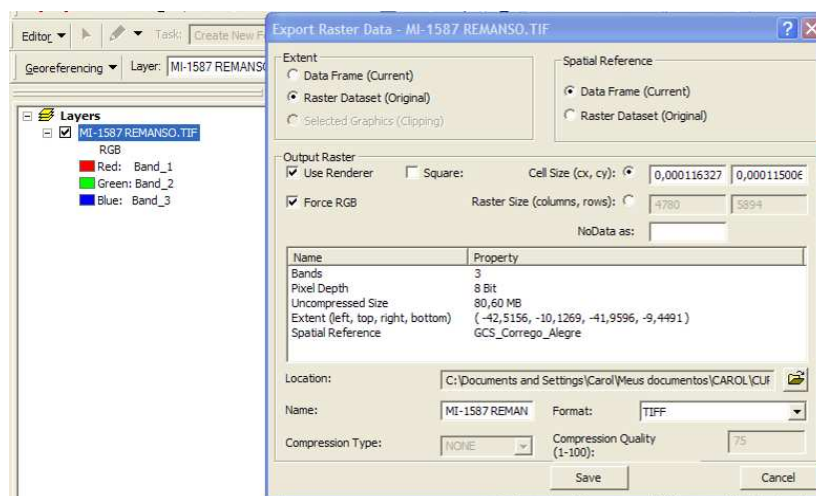 Editor ▼ Task: Create New F
Georeferencing ▼ Layer: MI-1587 REMANSO
Layers
MI-1587 REMANSO.TIF
RGB
Red: Band_1
Green: Band_2
Blue: Band_3
Export Raster Data - MI-1587 REMANSO.TIF
Extent
Data Frame (Current)
Raster Dataset (Original)
Selected Graphics (Clipping)
Spatial Reference
Data Frame (Current)
Raster Dataset (Original)
Output Raster
Use Renderer Square: Cell Size (cx, cy): 0,000116327 0,000115006
Force RGB Raster Size (columns, rows): 4780 5894
NoData as:
Name Property
Bands 3
Pixel Depth 8 Bit
Uncompressed Size 80,60 MB
Extent (left, top, right, bottom) ( -42,5156, -10,1269, -41,9596, -9,4491 )
Spatial Reference GCS_Corrego_Alegre
Location: C:\Documents and Settings\Carol\Meus documentos\CAROL\CUF
Name: MI-1587 REMAN Format: TIFF
Compression Type: NONE Compression Quality (1-100): 75
Save Cancel